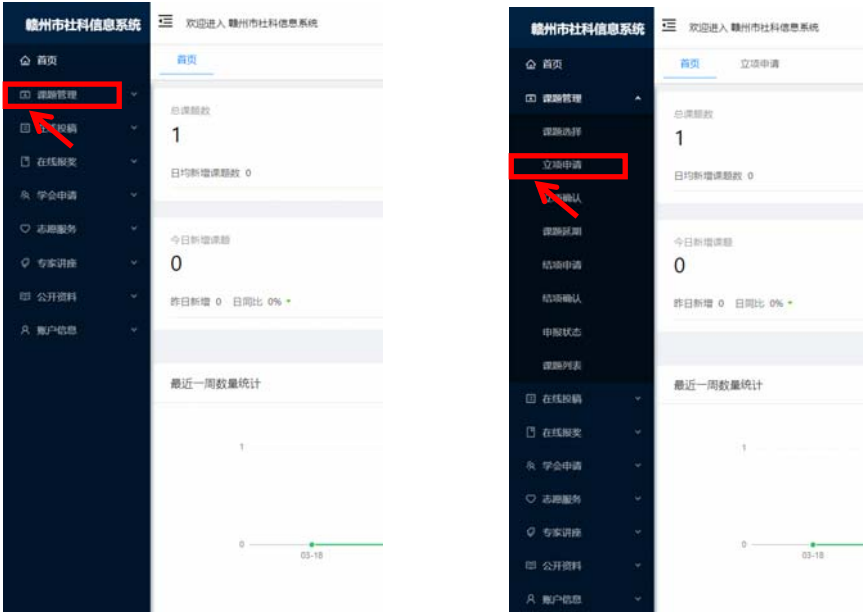 赣州市社科信息系统
欢迎进入 赣州市社科信息系统
首页
首页
课题管理
在线投稿
在线报奖
学会申请
志愿服务
专家讲座
公开资料
账户信息
总课题数
1
日均新增课题数 0
今日新增课题
0
昨日新增 0 日同比 0%
最近一周数量统计
1
0
03-18
赣州市社科信息系统
欢迎进入 赣州市社科信息系统
首页
首页 立项申请
课题管理
课题选择
立项申请
立项确认
课题延期
结项申请
结项确认
申报状态
课题列表
在线投稿
在线报奖
学会申请
志愿服务
专家讲座
公开资料
账户信息
总课题数
1
日均新增课题数 0
今日新增课题
0
昨日新增 0 日同比 0%
最近一周数量统计
1
0
03-18